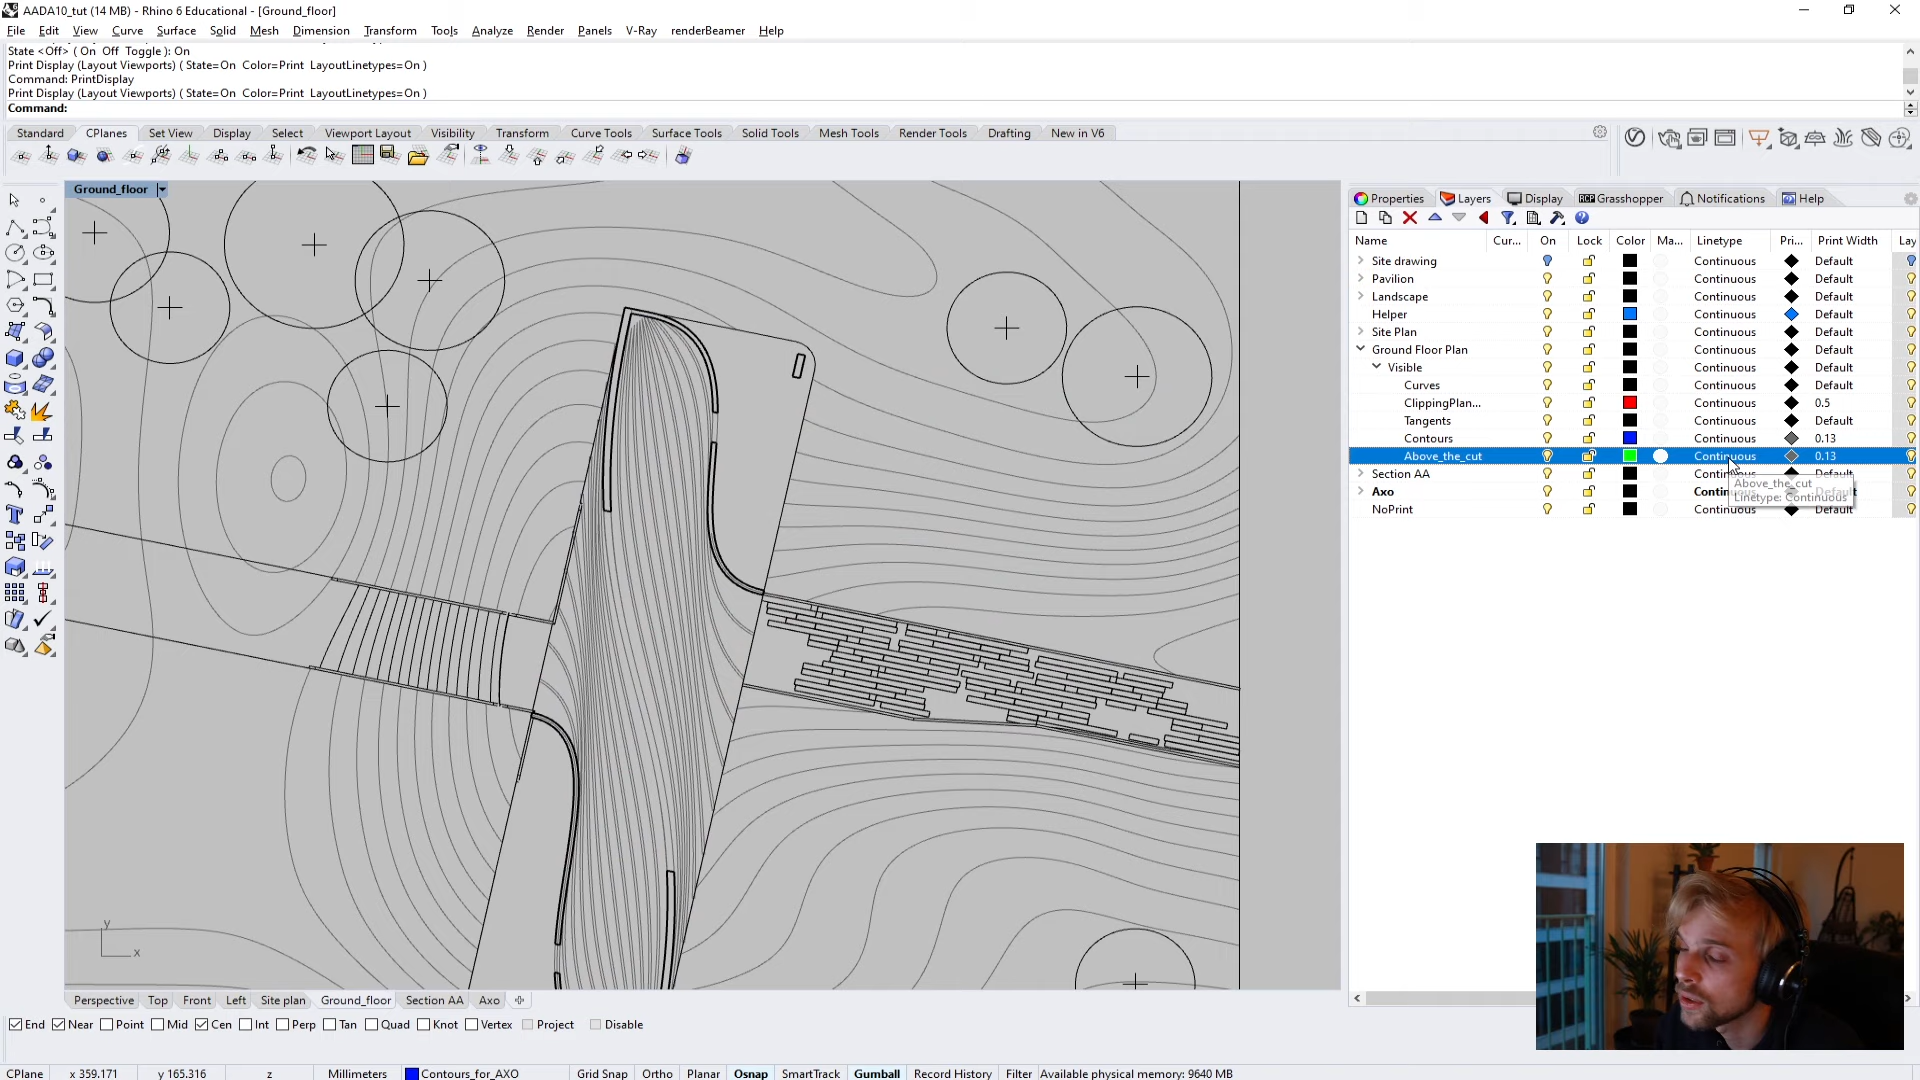 AADA10_tut (14 MB) - Rhino 6 Educational - [Ground_floor]
File Edit View Curve Surface Solid Mesh Dimension Transform Tools Analyze Render Panels V-Ray renderBeamer Help
State <Off> ( On Off Toggle ): On
Print Display (Layout Viewports) ( State=On Color=Print LayoutLinetypes=On )
Command: PrintDisplay
Print Display (Layout Viewports) ( State=On Color=Print LayoutLinetypes=On )
Command:
Standard CPlanes Set View Display Select Viewport Layout Visibility Transform Curve Tools Surface Tools Solid Tools Mesh Tools Render Tools Drafting New in V6
Ground_floor
Properties Layers Display Grasshopper Notifications Help
Name Cur... On Lock Color Ma... Linetype Pri... Print Width Lay
Site drawing Continuous Default
Pavilion Continuous Default
Landscape Continuous Default
Helper Continuous Default
Site Plan Continuous Default
Ground Floor Plan Continuous Default
Visible Continuous Default
Curves Continuous Default
ClippingPlan... Continuous 0.5
Tangents Continuous Default
Contours Continuous 0.13
Above_the_cut Continuous 0.13
Section AA
Above_the_cut
Linetype: Continuous
Axo
NoPrint Continuous Default
y
x
Perspective Top Front Left Site plan Ground_floor Section AA Axo
End Near Point Mid Cen Int Perp Tan Quad Knot Vertex Project Disable
CPlane x 359.171 y 165.316 z Millimeters Contours_for_AXO Grid Snap Ortho Planar Osnap SmartTrack Gumball Record History Filter Available physical memory: 9640 MB